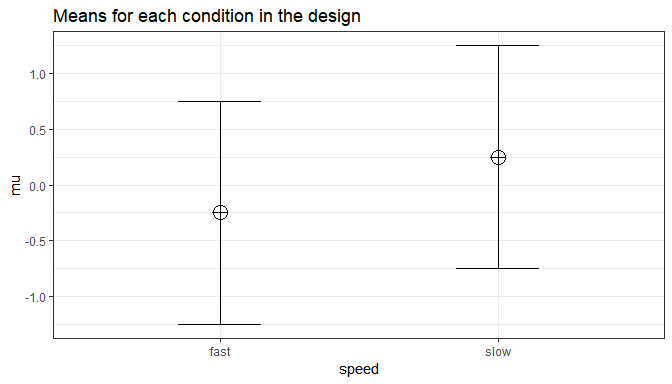 Means for each condition in the design
1.0
0.5
0.0
-0.5
-1.0
mu
fast slow
speed